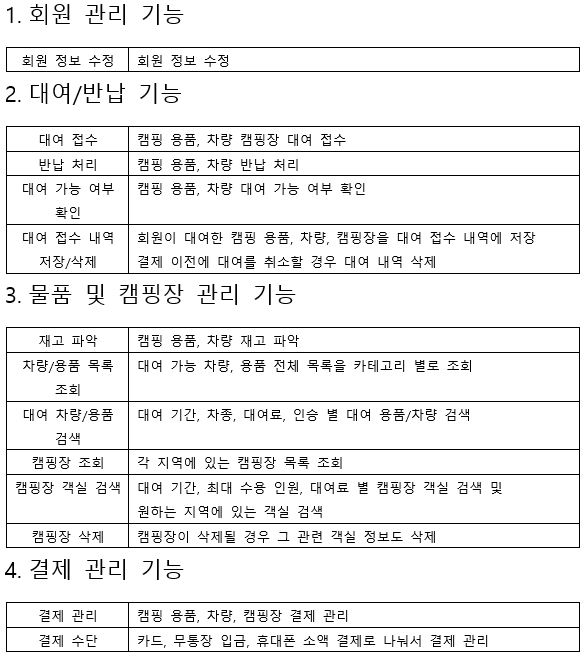 1. 회원 관리 기능
회원 정보 수정 회원 정보 수정
2. 대여/반납 기능
대여 접수 캠핑 용품, 차량 캠핑장 대여 접수
반납 처리 캠핑 용품, 차량 반납 처리
대여 가능 여부 캠핑 용품, 차량 대여 가능 여부 확인
확인
대여 접수 내역 회원이 대여한 캠핑 용품, 차량, 캠핑장을 대여 접수 내역에 저장
저장/삭제 결제 이전에 대여를 취소할 경우 대여 내역 삭제
3. 물품 및 캠핑장 관리 기능
재고 파악 캠핑 용품, 차량 재고 파악
차량/용품 목록 대여 가능 차량, 용품 전체 목록을 카테고리 별로 조회
조회
대여 차량/용품 대여 기간, 차종, 대여료, 인승 별 대여 용품/차량 검색
검색
캠핑장 조회 각 지역에 있는 캠핑장 목록 조회
캠핑장 객실 검색 대여 기간, 최대 수용 인원, 대여료 별 캠핑장 객실 검색 및
원하는 지역에 있는 객실 검색
캠핑장 삭제 캠핑장이 삭제될 경우 그 관련 객실 정보도 삭제
4. 결제 관리 기능
결제 관리 캠핑 용품, 차량, 캠핑장 결제 관리
결제 수단 카드, 무통장 입금, 휴대폰 소액 결제로 나눠서 결제 관리